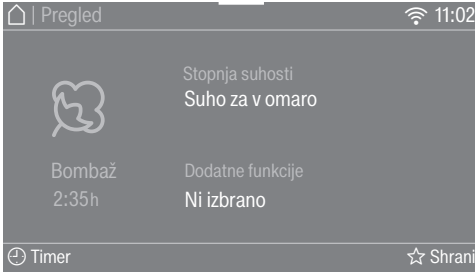 | Pregled
11:02
Stopnja suhosti
Suho za v omaro
Bombaž
2:35h
Dodatne funkcije
Ni izbrano
Timer
Shrani